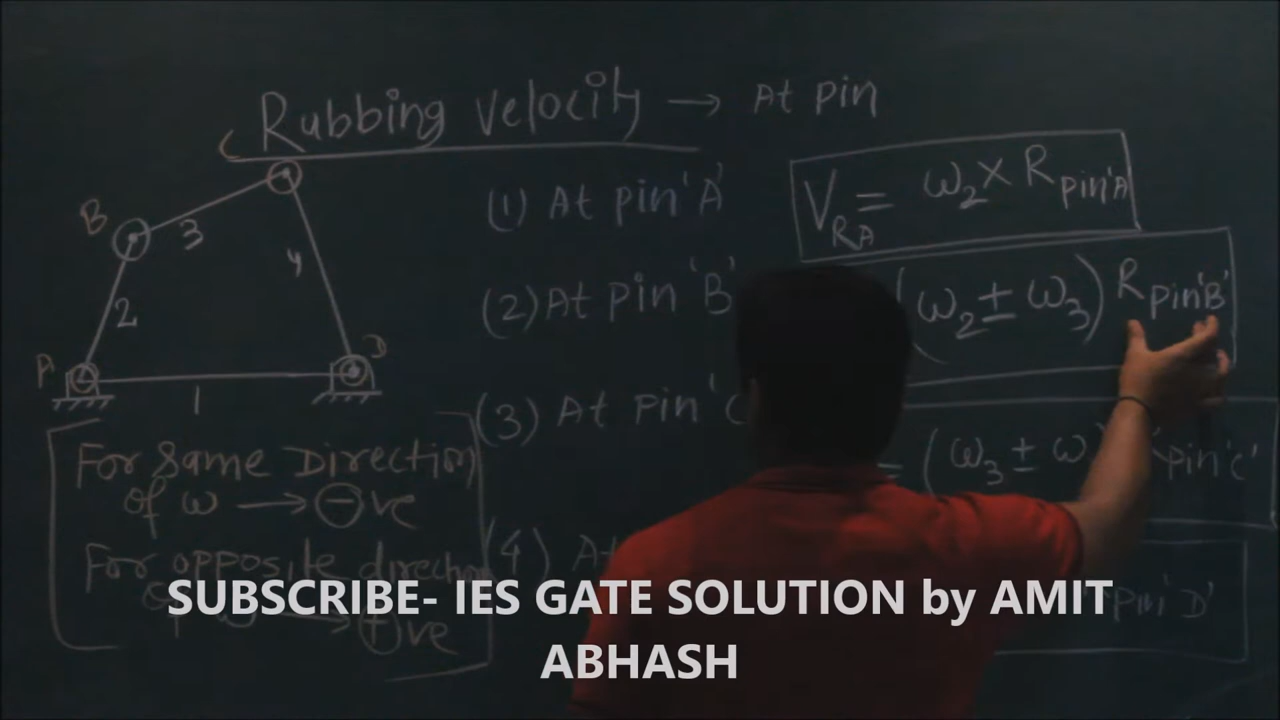 Rubbing velocity → At pin
B
3
2
4
A
D
1
(1) At pin 'A'
V_RA = ω₂ × R pin 'A'
(2) At pin 'B'
(ω₂ ± ω₃) R pin 'B'
(3) At pin 'C
= (ω₃ ± ω pin 'C'
(4) At
pin 'D'
For same Direction
of ω → ⊖ve
For opposite direction
→ ⊕ve
SUBSCRIBE- IES GATE SOLUTION by AMIT
ABHASH